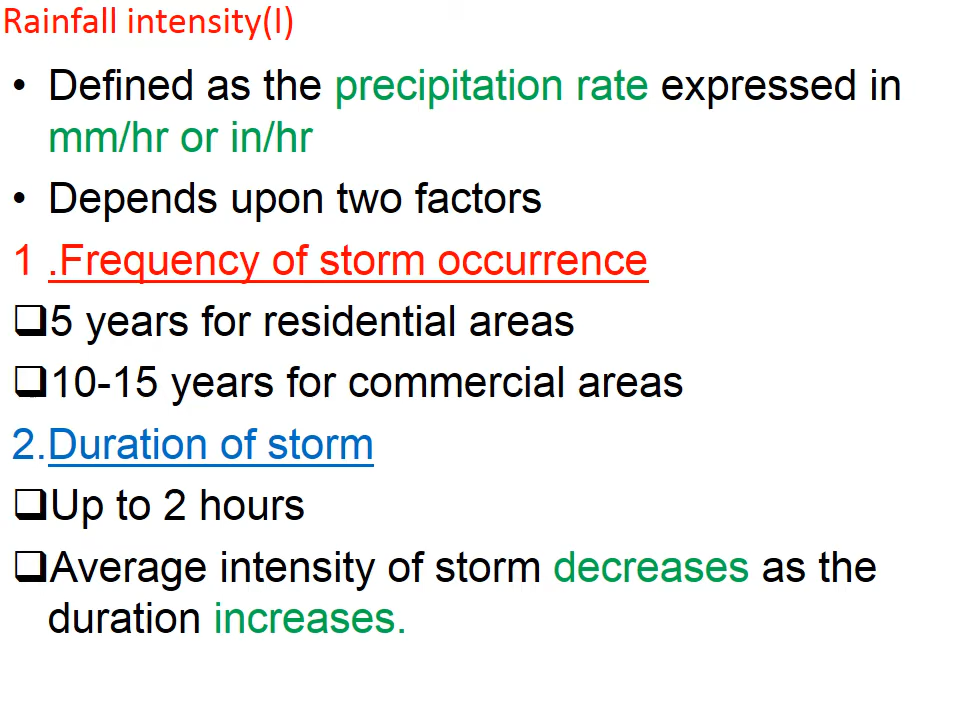 Rainfall intensity(I)
• Defined as the precipitation rate expressed in
mm/hr or in/hr
• Depends upon two factors
1 .Frequency of storm occurrence
❑5 years for residential areas
❑10-15 years for commercial areas
2.Duration of storm
❑Up to 2 hours
❑Average intensity of storm decreases as the
duration increases.